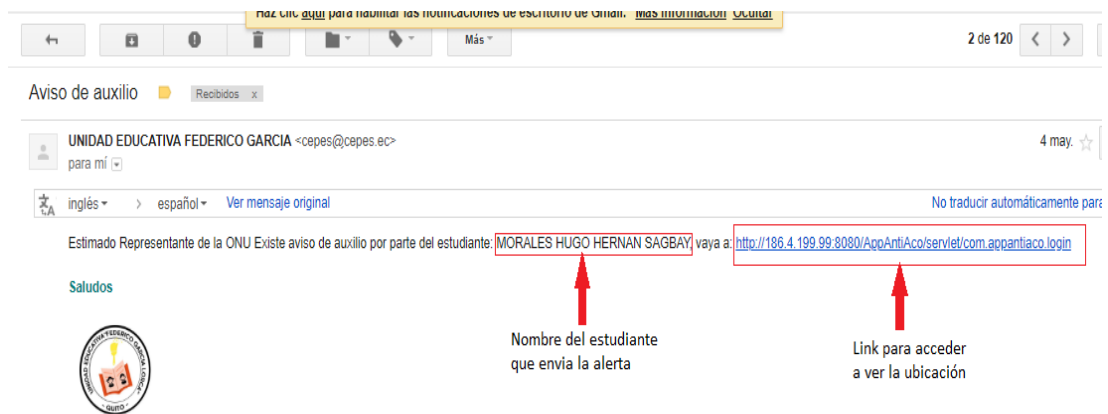 Haz clic aquí para habilitar las notificaciones de escritorio de Gmail. Más información Ocultar
Más
2 de 120
Aviso de auxilio Recibidos x
UNIDAD EDUCATIVA FEDERICO GARCIA <cepes@cepes.ec>
4 may.
para mí
inglés > español Ver mensaje original No traducir automáticamente para
Estimado Representante de la ONU Existe aviso de auxilio por parte del estudiante: MORALES HUGO HERNAN SAGBAY, vaya a: http://186.4.199.99:8080/AppAntiAco/servlet/com.appantiaco.login
Saludos
UNIDAD EDUCATIVA FEDERICO GARCIA LORCA
- QUITO -
Nombre del estudiante
que envia la alerta
Link para acceder
a ver la ubicación